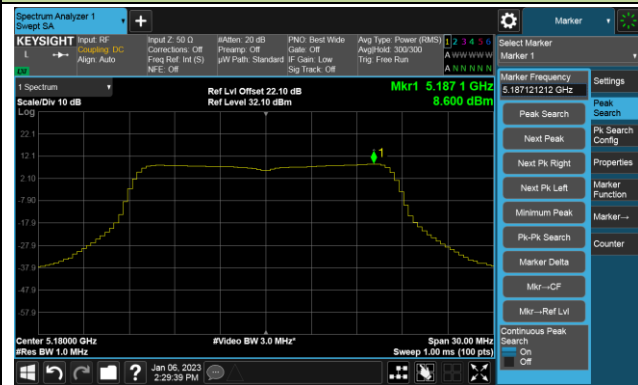 Spectrum Analyzer 1
Swept SA
Marker
KEYSIGHT
L
Input: RF
Coupling: DC
Align: Auto
Input Z: 50 Ω
Corrections: Off
Freq Ref: Int (S)
NFE: Off
#Atten: 20 dB
Preamp: Off
µW Path: Standard
PNO: Best Wide
Gate: Off
IF Gain: Low
Sig Track: Off
Avg Type: Power (RMS)
Avg|Hold: 300/300
Trig: Free Run
1 2 3 4 5 6
A W W W W W
A N N N N N
Select Marker
Marker 1
1 Spectrum
Scale/Div 10 dB
Log
Ref Lvl Offset 22.10 dB
Ref Level 32.10 dBm
Mkr1 5.187 1 GHz
8.600 dBm
22.1
12.1
2.10
-7.90
-17.9
-27.9
-37.9
-47.9
-57.9
1
Center 5.18000 GHz
#Res BW 1.0 MHz
#Video BW 3.0 MHz*
Span 30.00 MHz
Sweep 1.00 ms (100 pts)
Marker Frequency
5.187121212 GHz
Peak Search
Next Peak
Next Pk Right
Next Pk Left
Minimum Peak
Pk-Pk Search
Marker Delta
Mkr→CF
Mkr→Ref Lvl
Continuous Peak
Search
On
Off
Settings
Peak
Search
Pk Search
Config
Properties
Marker
Function
Marker→
Counter
Jan 06, 2023
2:29:39 PM